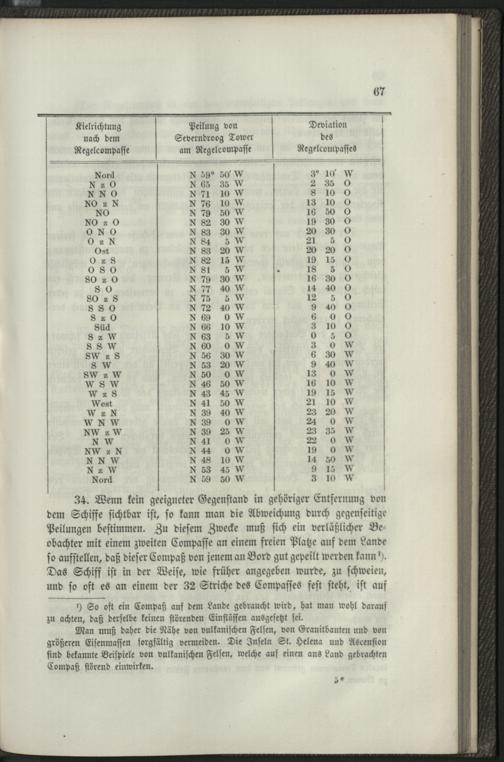 67
Kielrichtung nach dem Regelcompasse | Peilung von Severndroog Tower am Regelcompasse | Deviation des Regelcompasses
Nord N 59° 50′ W 3° 10′ W
N z O N 65 35 W 2 35 O
N N O N 71 10 W 8 10 O
NO z N N 76 10 W 13 10 O
NO N 79 50 W 16 50 O
NO z O N 82 30 W 19 30 O
O N O N 83 30 W 20 30 O
O z N N 84 5 W 21 5 O
Ost N 83 20 W 20 20 O
O z S N 82 15 W 19 15 O
O S O N 81 5 W 18 5 O
SO z O N 79 30 W 16 30 O
S O N 77 40 W 14 40 O
SO z S N 75 5 W 12 5 O
S S O N 72 40 W 9 40 O
S z O N 69 0 W 6 0 O
Süd N 66 10 W 3 10 O
S z W N 63 5 W 0 5 O
S S W N 60 0 W 3 0 W
SW z S N 56 30 W 6 30 W
S W N 53 20 W 9 40 W
SW z W N 50 0 W 13 0 W
W S W N 46 50 W 16 10 W
W z S N 43 45 W 19 15 W
West N 41 50 W 21 10 W
W z N N 39 40 W 23 20 W
W N W N 39 0 W 24 0 W
NW z W N 39 25 W 23 35 W
N W N 41 0 W 22 0 W
NW z N N 44 0 W 19 0 W
N N W N 48 10 W 14 50 W
N z W N 53 45 W 9 15 W
Nord N 59 50 W 3 10 W
34. Wenn kein geeigneter Gegenstand in gehöriger Entfernung von
dem Schiffe sichtbar ist, so kann man die Abweichung durch gegenseitige
Peilungen bestimmen. Zu diesem Zwecke muß sich ein verläßlicher Be-
obachter mit einem zweiten Compasse an einem freien Platze auf dem Lande
so aufstellen, daß dieser Compaß von jenem an Bord gut gepeilt werden kann¹).
Das Schiff ist in der Weise, wie früher angegeben wurde, zu schweien,
und so oft es an einem der 32 Striche des Compasses fest steht, ist auf
¹) So oft ein Compaß auf dem Lande gebraucht wird, hat man wohl darauf
zu achten, daß derselbe keinen störenden Einflüssen ausgesetzt sei.
Man muß daher die Nähe von vulkanischen Felsen, von Granitbauten und von
größeren Eisenmassen sorgfältig vermeiden. Die Inseln St. Helena und Ascension
sind bekannte Beispiele von vulkanischen Felsen, welche auf einen ans Land gebrachten
Compaß störend einwirken.
5*